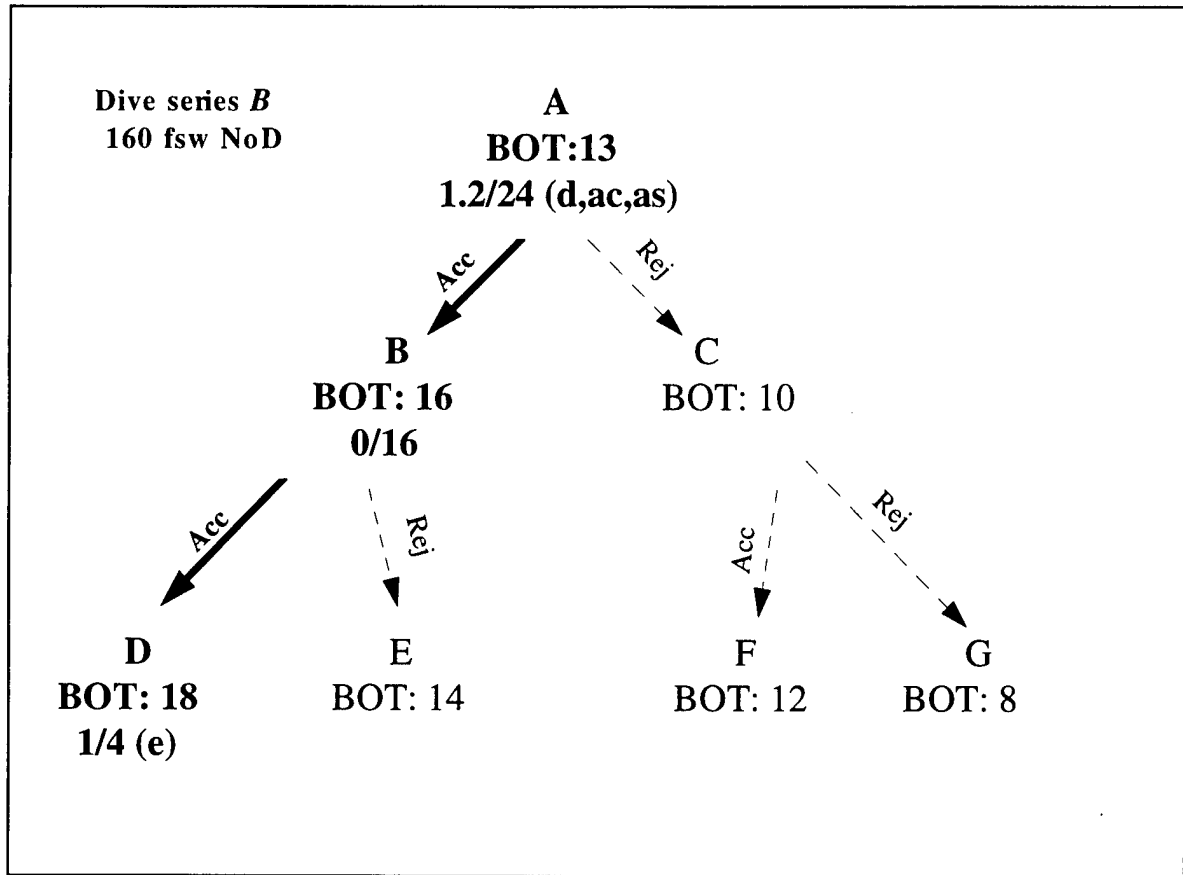 Dive series B
160 fsw NoD
A
BOT:13
1.2/24 (d,ac,as)
Acc
Rej
B
BOT: 16
0/16
C
BOT: 10
Acc
Rej
Acc
Rej
D
BOT: 18
1/4 (e)
E
BOT: 14
F
BOT: 12
G
BOT: 8